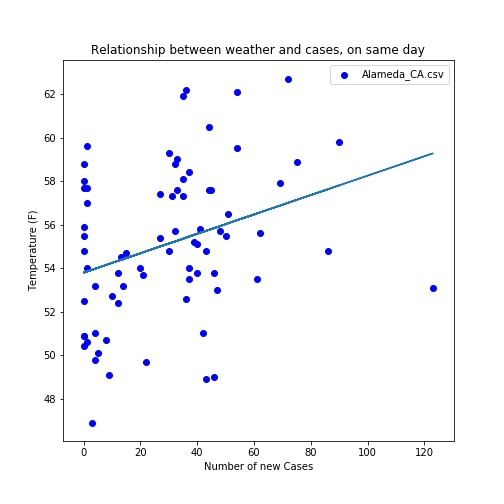 Relationship between weather and cases, on same day
Alameda_CA.csv
62
60
58
56
54
52
50
48
Temperature (F)
0 20 40 60 80 100 120
Number of new Cases